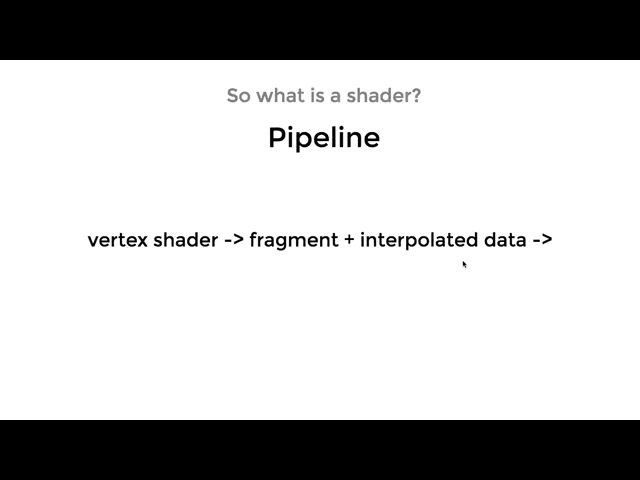 So what is a shader?
Pipeline
vertex shader -> fragment + interpolated data ->